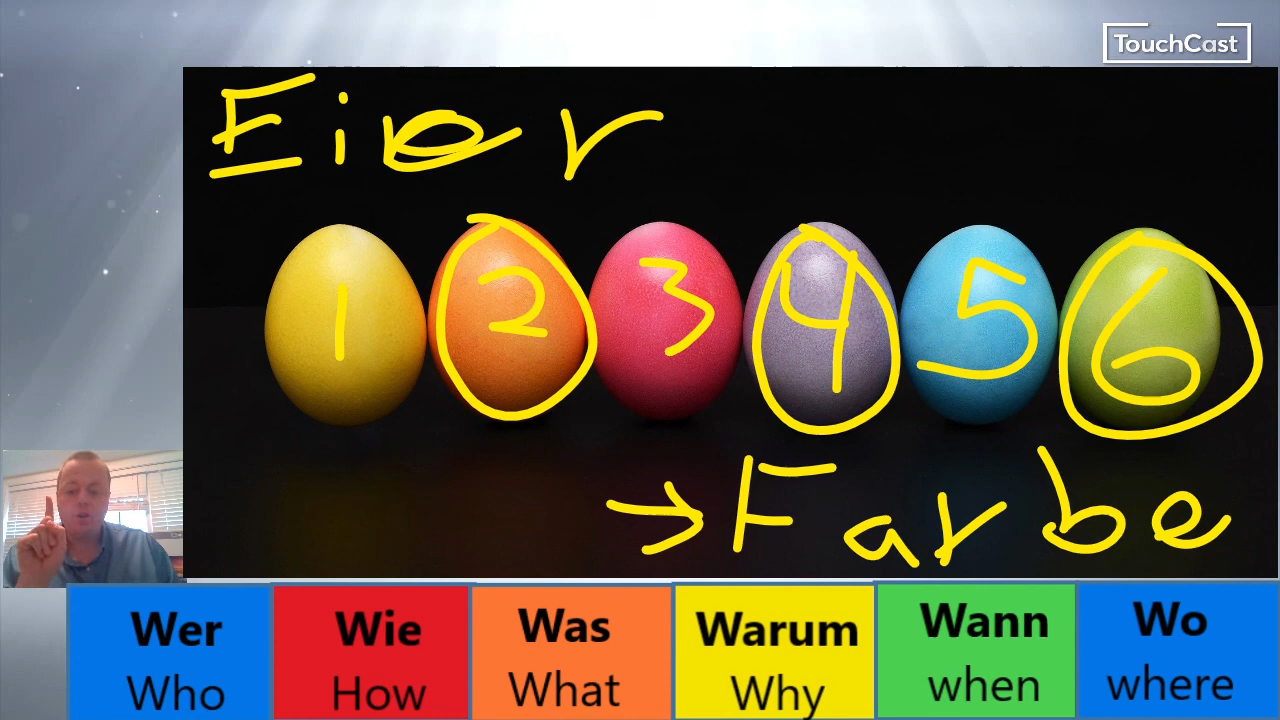 TouchCast
Eier
1 2 3 4 5 6
→ Farbe
Wer Wie Was Warum Wann Wo
Who How What Why when where